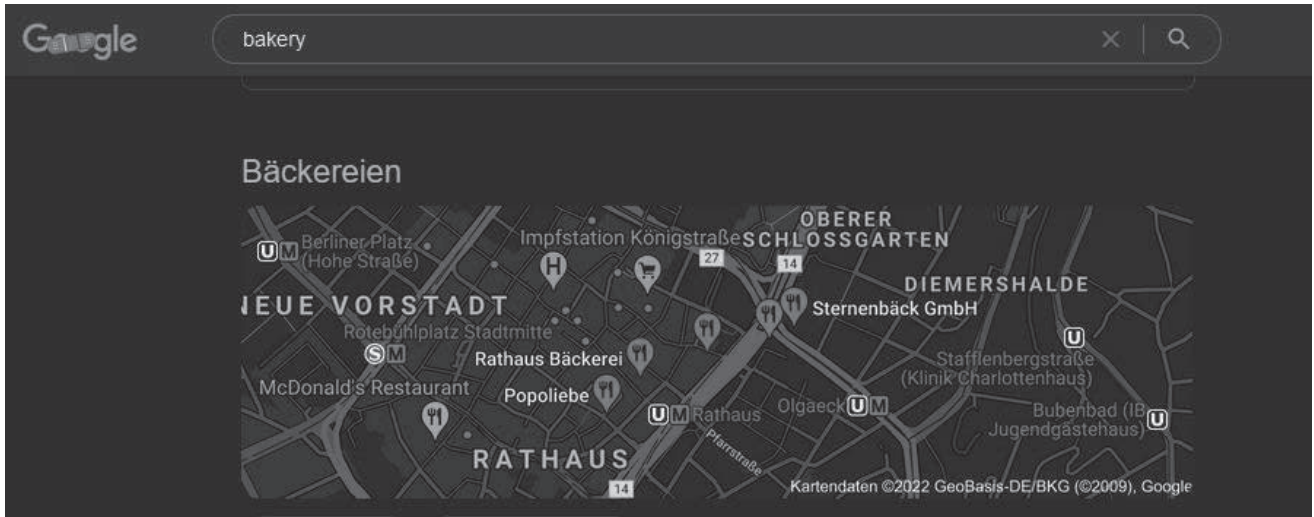 Google
bakery
Bäckereien
OBERER
SCHLOSSGARTEN
Impfstation Königstraße
Berliner Platz
(Hohe Straße)
U M
27
14
H
DIEMERSHALDE
NEUE VORSTADT
Sternenbäck GmbH
Rotebühlplatz Stadtmitte
S M
Rathaus Bäckerei
U
Stafflenbergstraße
(Klinik Charlottenhaus)
McDonald's Restaurant
Popoliebe
U M Rathaus
Olgaeck U M
Bubenbad (IB
Jugendgästehaus)
U
Pfarrstraße
RATHAUS
14
Kartendaten ©2022 GeoBasis-DE/BKG (©2009), Google